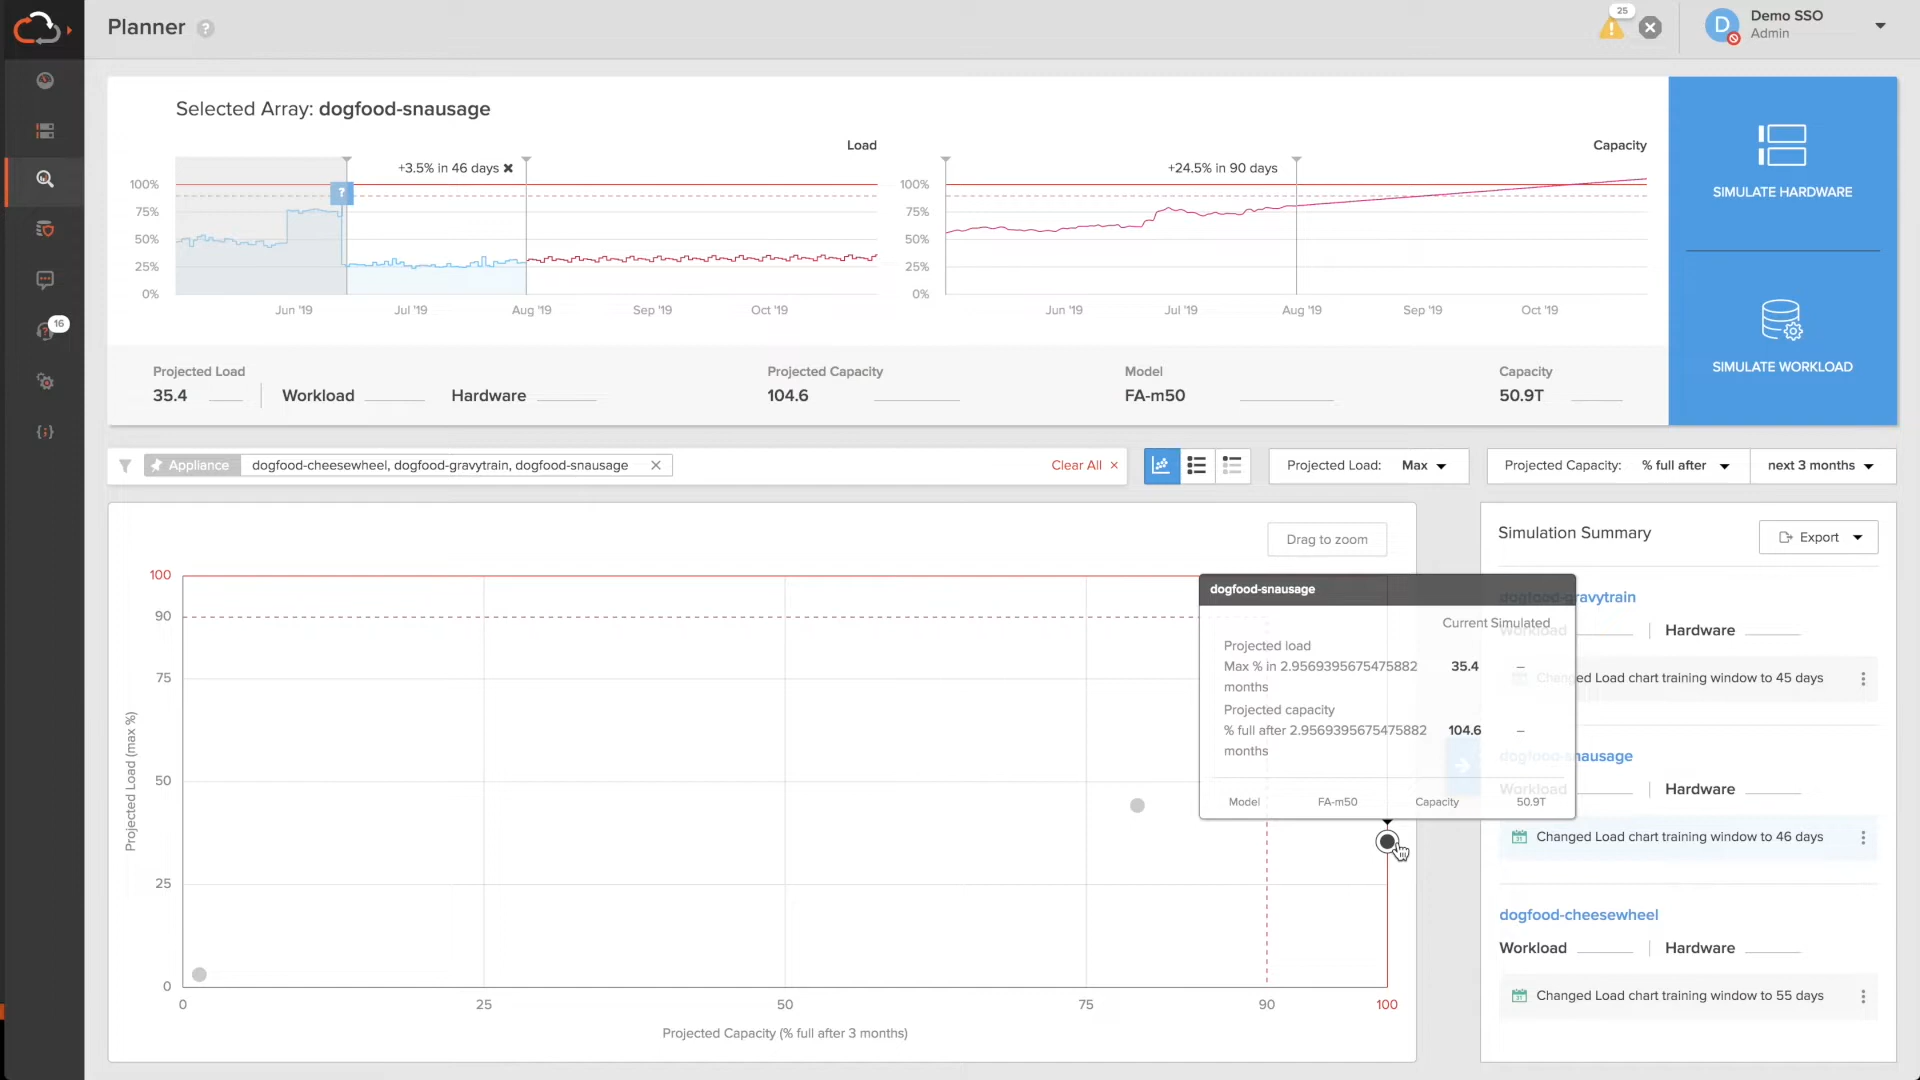 Planner ?
25
D
Demo SSO
Admin
Selected Array: dogfood-snausage
Load
+3.5% in 46 days ✖
?
100%
75%
50%
25%
0%
Jun '19 Jul '19 Aug '19 Sep '19 Oct '19
Capacity
+24.5% in 90 days
100%
75%
50%
25%
0%
Jun '19 Jul '19 Aug '19 Sep '19 Oct '19
SIMULATE HARDWARE
SIMULATE WORKLOAD
16
Projected Load
35.4
Workload
Hardware
Projected Capacity
104.6
Model
FA-m50
Capacity
50.9T
Appliance dogfood-cheesewheel, dogfood-gravytrain, dogfood-snausage
Clear All ×
Projected Load: Max
Projected Capacity: % full after
next 3 months
Drag to zoom
100
90
75
50
25
0
0 25 50 75 90 100
Projected Load (max %)
Projected Capacity (% full after 3 months)
dogfood-snausage
Current Simulated
Projected load
Max % in 2.9569395675475882 35.4 –
months
Projected capacity
% full after 2.9569395675475882 104.6 –
months
Model FA-m50 Capacity 50.9T
Simulation Summary
Export
dogfood-gravytrain
Workload Hardware
Changed Load chart training window to 45 days
dogfood-snausage
Workload Hardware
Changed Load chart training window to 46 days
dogfood-cheesewheel
Workload Hardware
Changed Load chart training window to 55 days